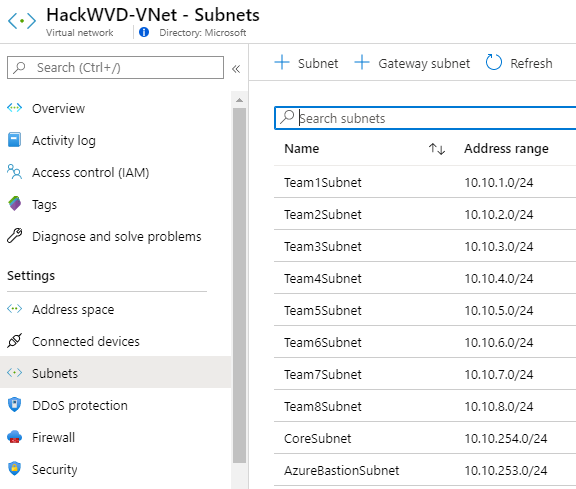 HackWVD-VNet - Subnets
Virtual network
Directory: Microsoft
Search (Ctrl+/)
«
Overview
Activity log
Access control (IAM)
Tags
Diagnose and solve problems
Settings
Address space
Connected devices
Subnets
DDoS protection
Firewall
Security
+ Subnet
+ Gateway subnet
Refresh
Search subnets
Name Address range
Team1Subnet 10.10.1.0/24
Team2Subnet 10.10.2.0/24
Team3Subnet 10.10.3.0/24
Team4Subnet 10.10.4.0/24
Team5Subnet 10.10.5.0/24
Team6Subnet 10.10.6.0/24
Team7Subnet 10.10.7.0/24
Team8Subnet 10.10.8.0/24
CoreSubnet 10.10.254.0/24
AzureBastionSubnet 10.10.253.0/24